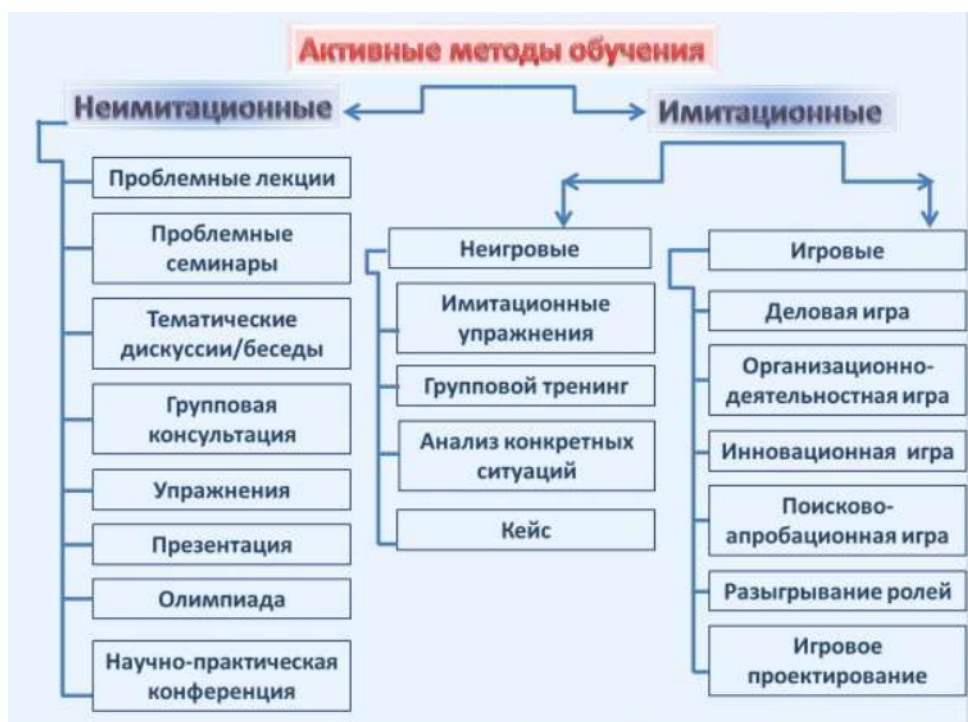 Активные методы обучения
Неимитационные
Имитационные
Проблемные лекции
Проблемные
семинары
Тематические
дискуссии/беседы
Групповая
консультация
Упражнения
Презентация
Олимпиада
Научно-практическая
конференция
Неигровые
Имитационные
упражнения
Групповой тренинг
Анализ конкретных
ситуаций
Кейс
Игровые
Деловая игра
Организационно-
деятельностная игра
Инновационная игра
Поисково-
апробационная игра
Разыгрывание ролей
Игровое
проектирование